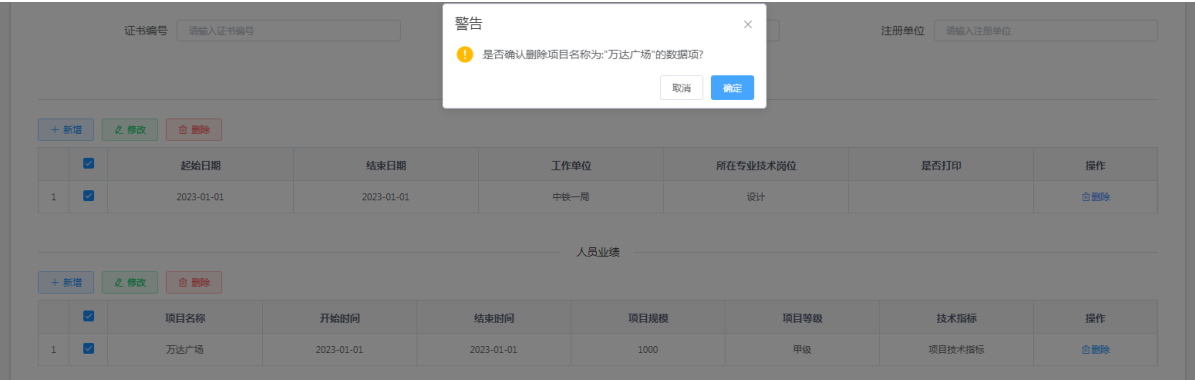 警告
证书编号 请输入证书编号
注册单位 请输入注册单位
是否确认删除项目名称为:"万达广场"的数据项?
取消 确定
新增 修改 删除
起始日期 结束日期 工作单位 所在专业技术岗位 是否打印 操作
1 2023-01-01 2023-01-01 中铁一局 设计 删除
人员业绩
新增 修改 删除
项目名称 开始时间 结束时间 项目规模 项目等级 技术指标 操作
1 万达广场 2023-01-01 2023-01-01 1000 甲级 项目技术指标 删除